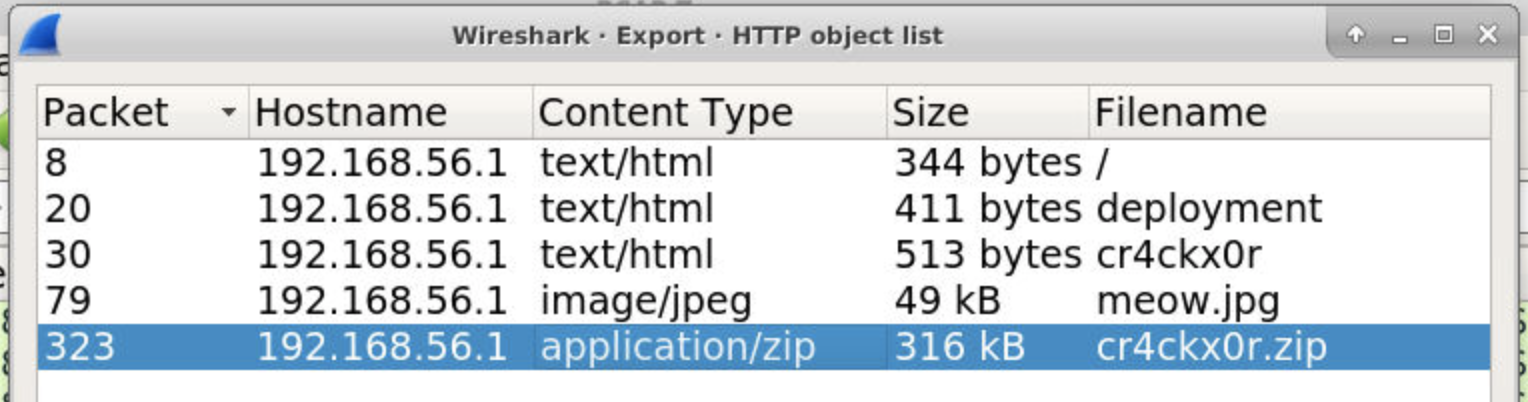 Wireshark · Export · HTTP object list
Packet Hostname Content Type Size Filename
8 192.168.56.1 text/html 344 bytes /
20 192.168.56.1 text/html 411 bytes deployment
30 192.168.56.1 text/html 513 bytes cr4ckx0r
79 192.168.56.1 image/jpeg 49 kB meow.jpg
323 192.168.56.1 application/zip 316 kB cr4ckx0r.zip